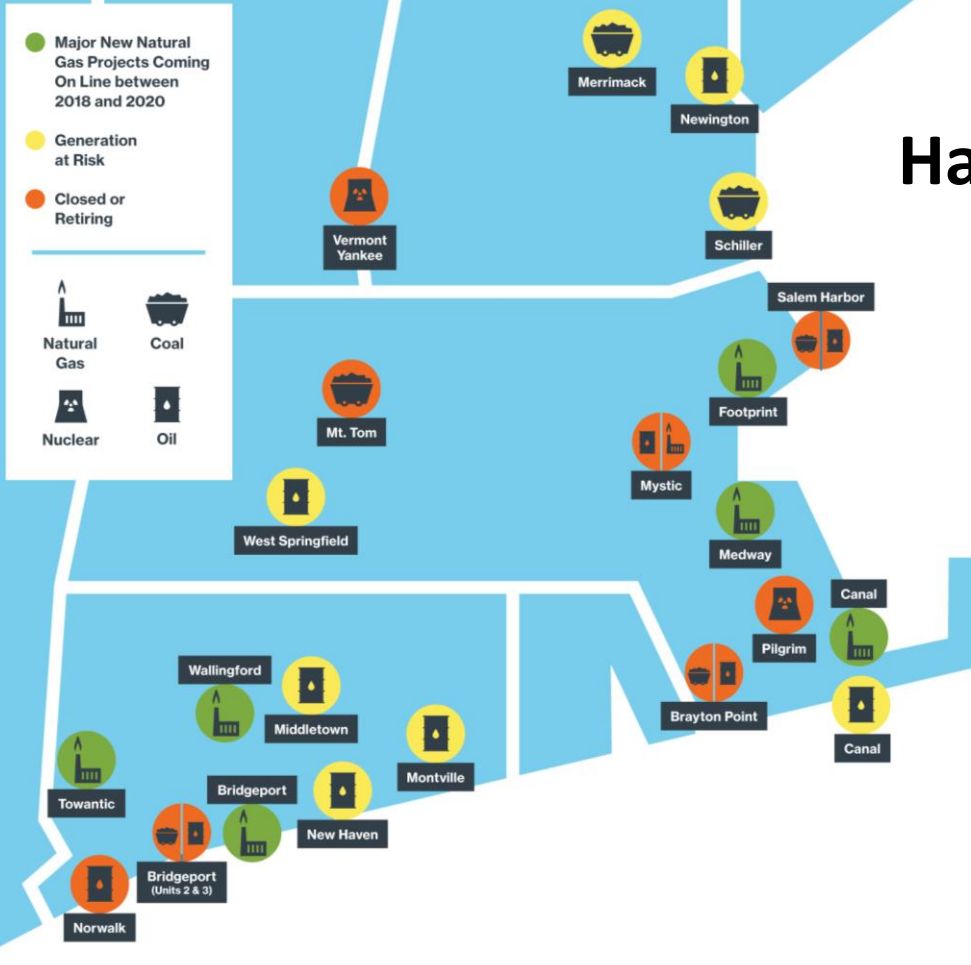 Major New Natural
Gas Projects Coming
On Line between
2018 and 2020
Generation
at Risk
Closed or
Retiring
Natural
Gas
Coal
Nuclear
Oil
Merrimack
Newington
Ha
Vermont
Yankee
Schiller
Salem Harbor
Footprint
Mt. Tom
Mystic
West Springfield
Medway
Canal
Pilgrim
Wallingford
Middletown
Brayton Point
Canal
Montville
Towantic
Bridgeport
New Haven
Bridgeport
(Units 2 & 3)
Norwalk